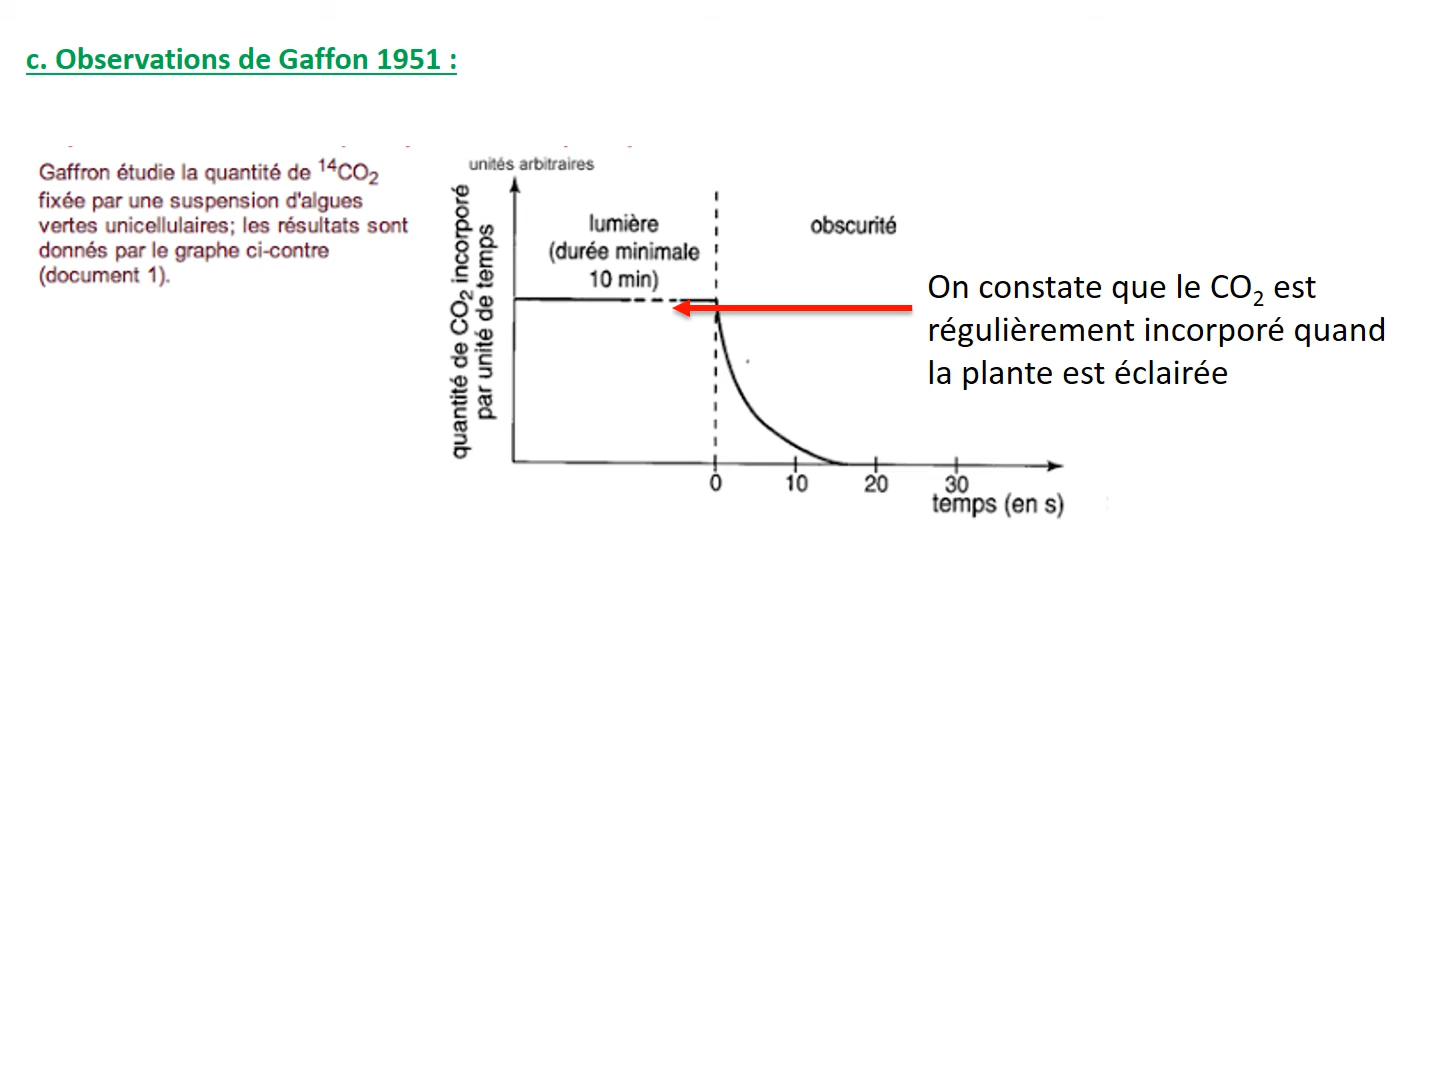 c. Observations de Gaffon 1951 :
Gaffron étudie la quantité de ¹⁴CO₂
fixée par une suspension d'algues
vertes unicellulaires; les résultats sont
donnés par le graphe ci-contre
(document 1).
unités arbitraires
quantité de CO₂ incorporé
par unité de temps
lumière
(durée minimale
10 min)
obscurité
0 10 20 30
temps (en s)
On constate que le CO₂ est
régulièrement incorporé quand
la plante est éclairée